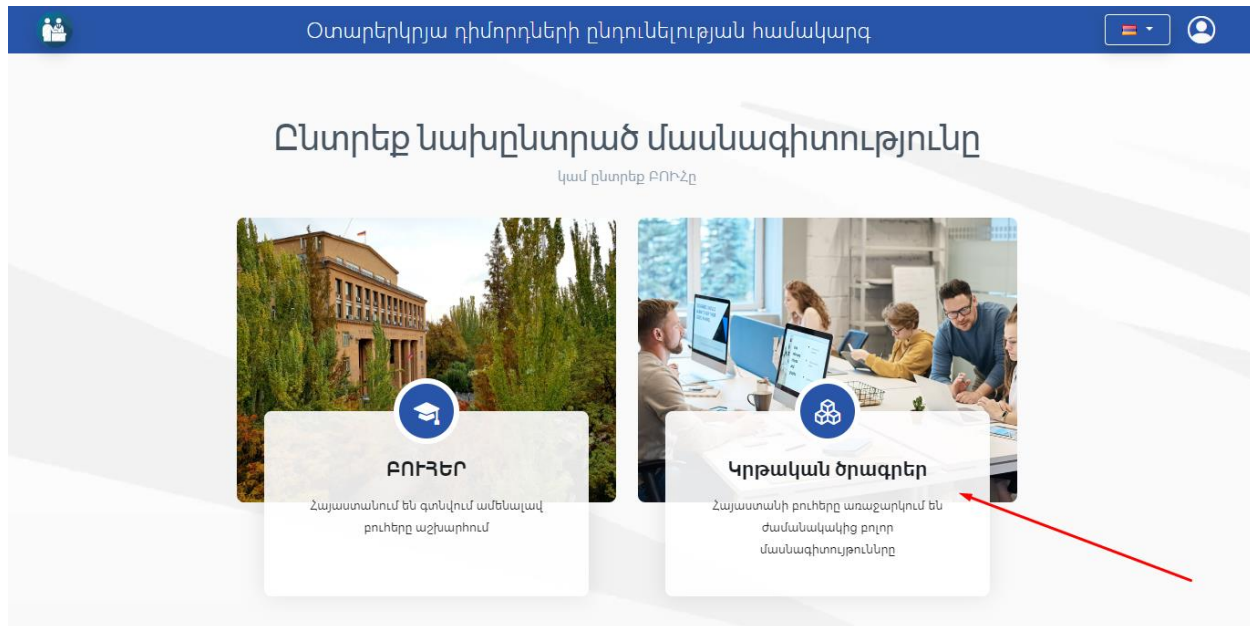 Օտարերկրյա դիմորդների ընդունելության համակարգ
Ընտրեք նախընտրած մասնագիտությունը
կամ ընտրեք ԲՈՒՀը
ԲՈՒՀԵՐ
Հայաստանում են գտնվում ամենալավ
բուհերը աշխարհում
Կրթական ծրագրեր
Հայաստանի բուհերը առաջարկում են
ժամանակակից բոլոր
մասնագիտույթուննրը